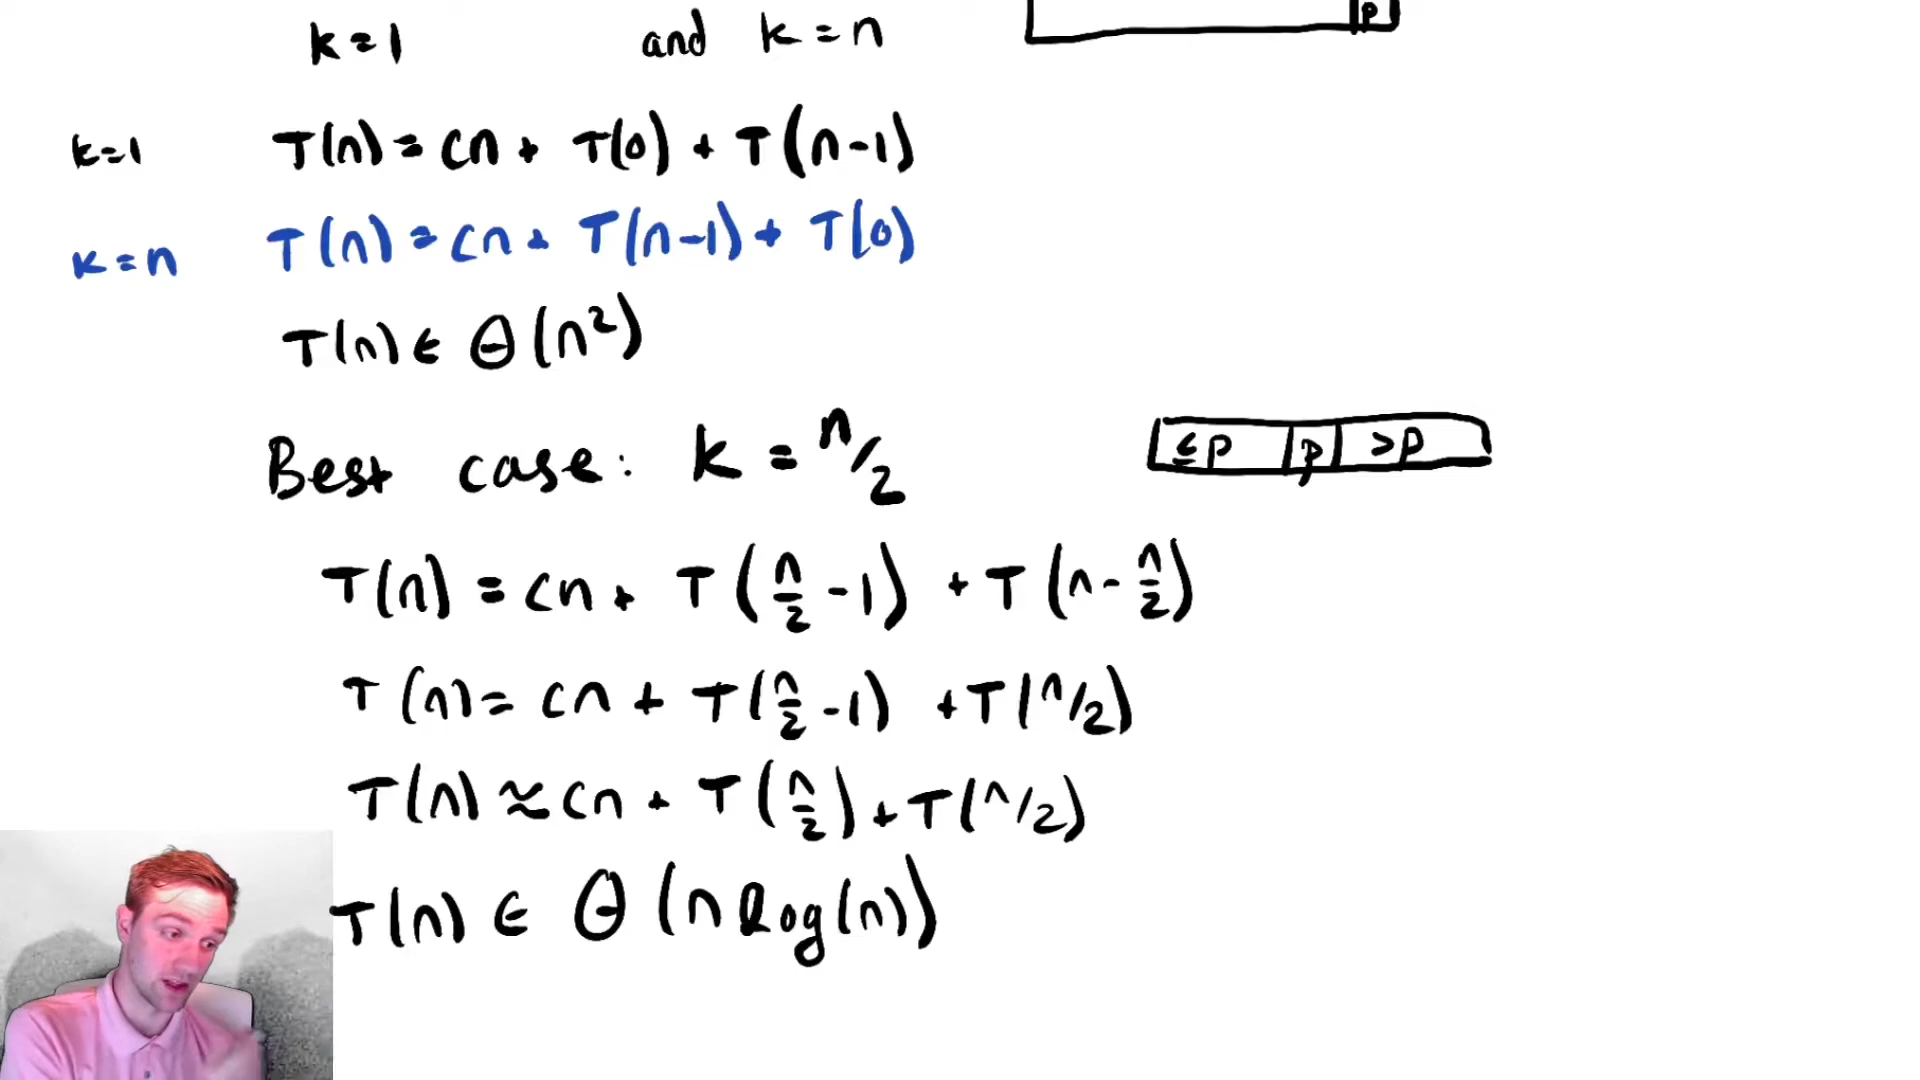 k=1 and k=n
p
k=1 T(n)=cn+T(0)+T(n-1)
k=n T(n)=cn+T(n-1)+T(0)
T(n)∈Θ(n²)
Best case: k=n/2
≤p p >p
T(n)=cn+T(n/2-1)+T(n-n/2)
T(n)=cn+T(n/2-1)+T(n/2)
T(n)≈cn+T(n/2)+T(n/2)
T(n)∈Θ(n log(n))